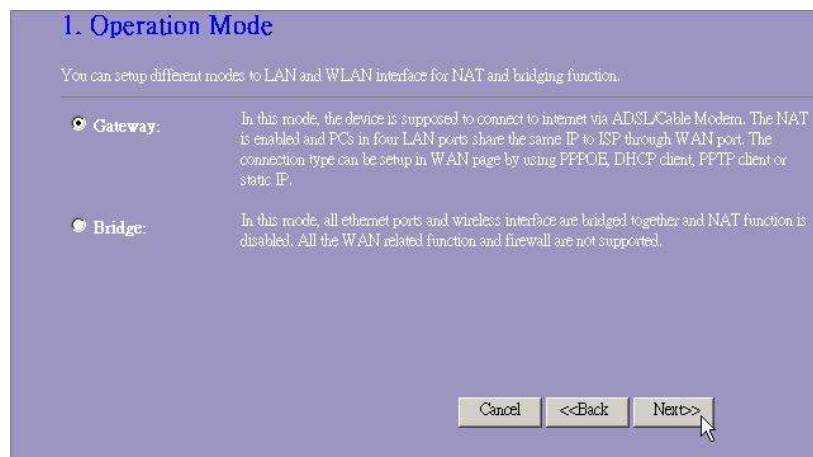 1. Operation Mode
You can setup different modes to LAN and WLAN interface for NAT and bridging function.
Gateway:
In this mode, the device is supposed to connect to internet via ADSL/Cable Modem. The NAT
is enabled and PCs in four LAN ports share the same IP to ISP through WAN port. The
connection type can be setup in WAN page by using PPPOE, DHCP client, PPTP client or
static IP.
Bridge:
In this mode, all ethernet ports and wireless interface are bridged together and NAT function is
disabled. All the WAN related function and firewall are not supported.
Cancel
<<Back
Next>>